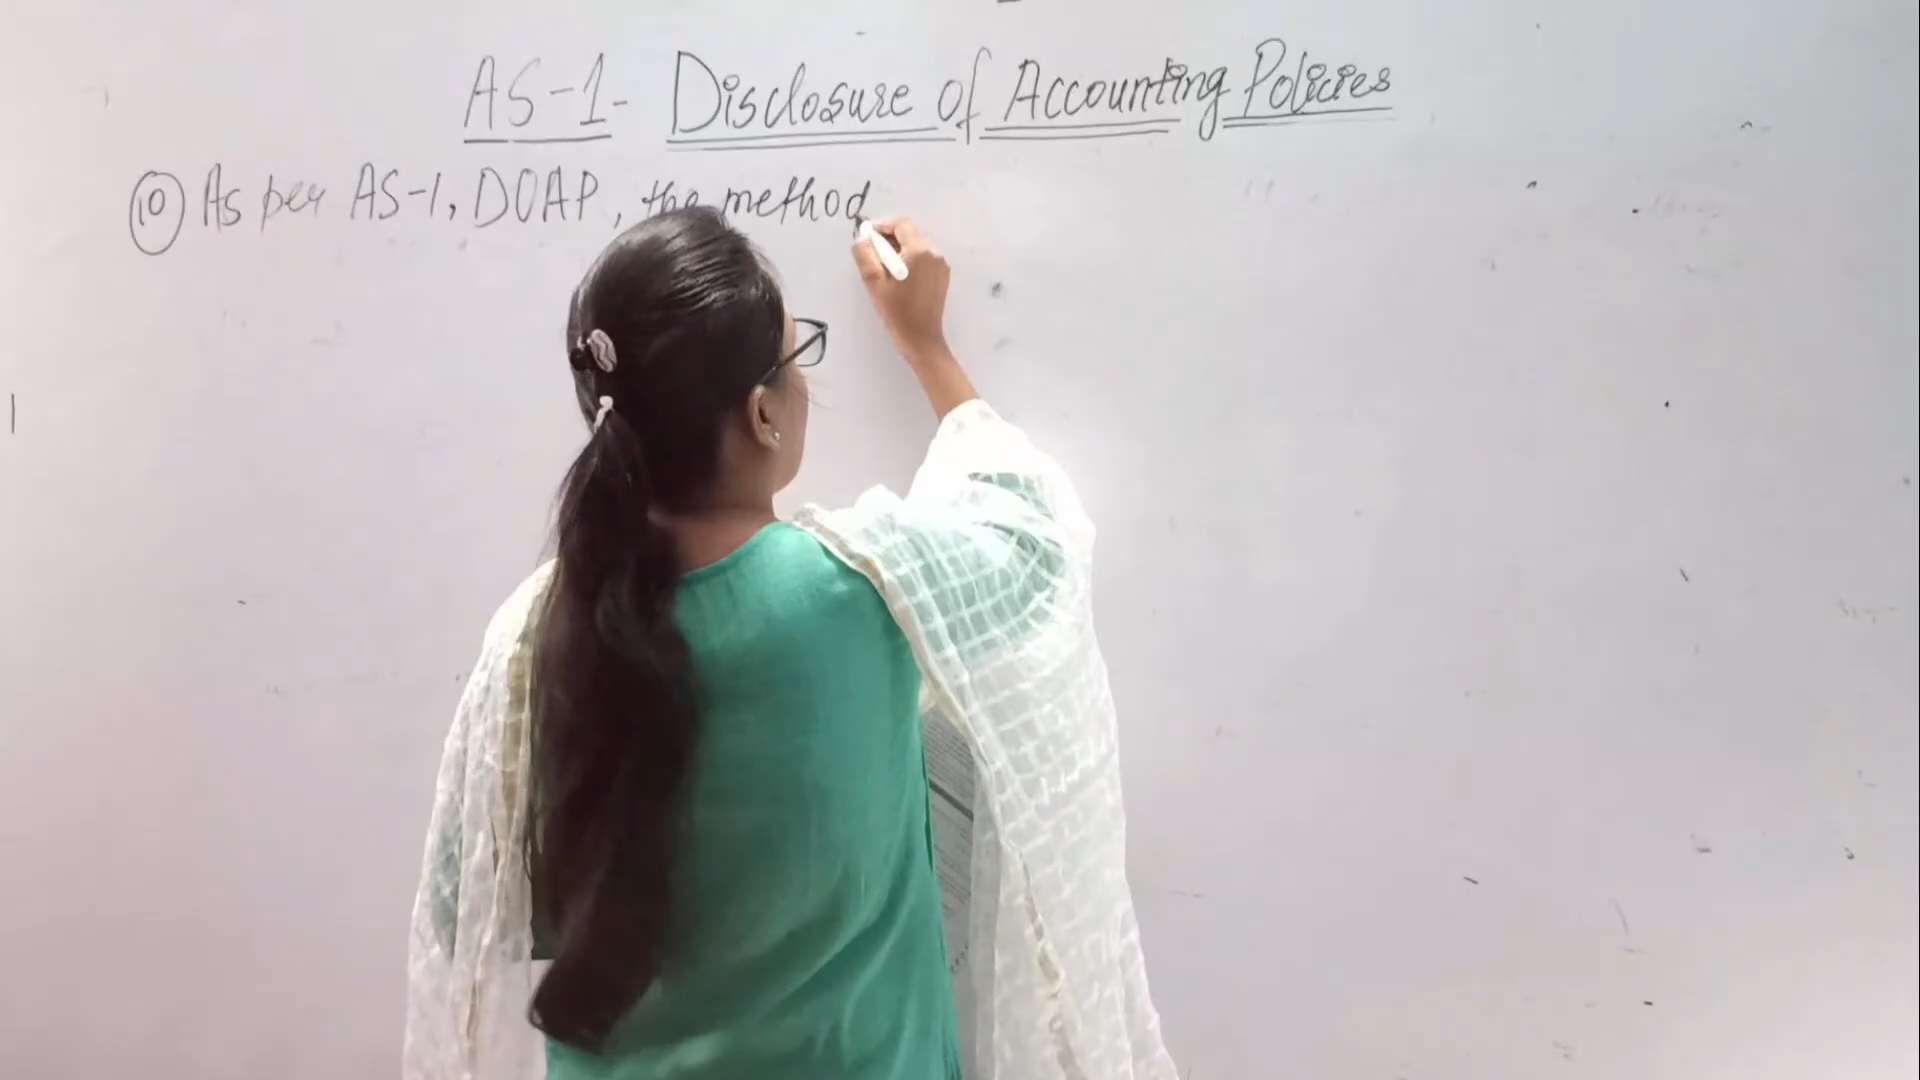 AS-1- Disclosure of Accounting Policies
10 As per AS-1, DOAP, the method